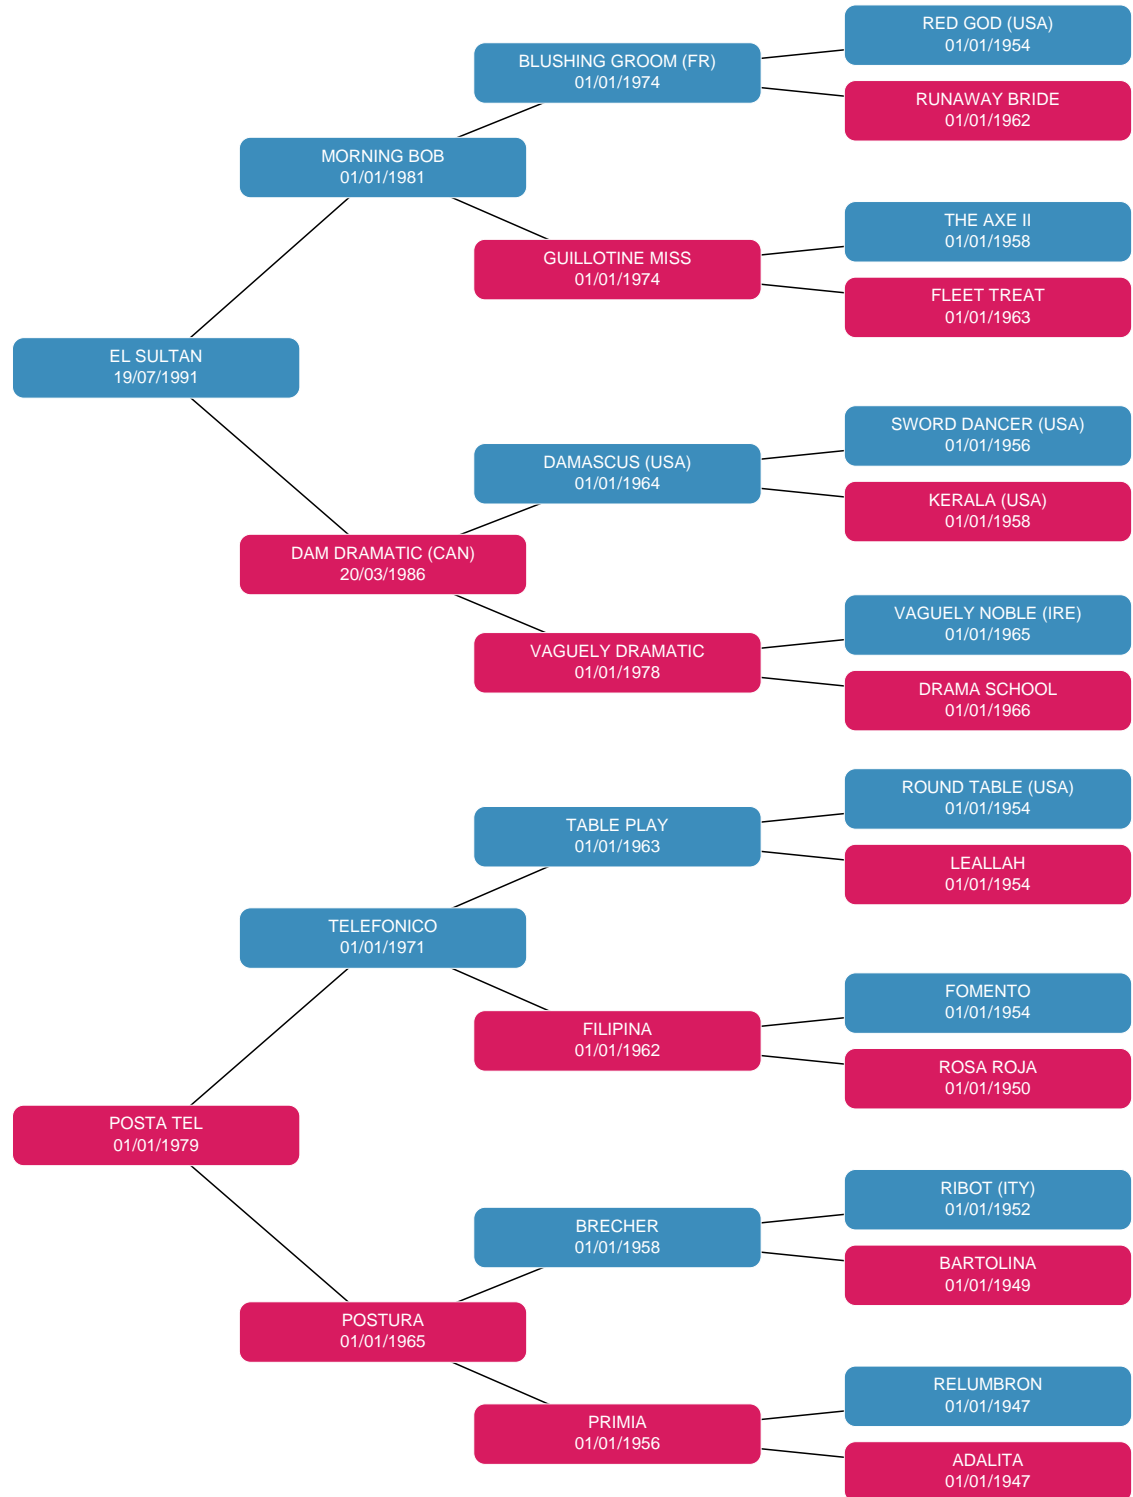 RED GOD (USA)
01/01/1954
BLUSHING GROOM (FR)
01/01/1974
RUNAWAY BRIDE
01/01/1962
MORNING BOB
01/01/1981
THE AXE II
01/01/1958
GUILLOTINE MISS
01/01/1974
FLEET TREAT
01/01/1963
EL SULTAN
19/07/1991
SWORD DANCER (USA)
01/01/1956
DAMASCUS (USA)
01/01/1964
KERALA (USA)
01/01/1958
DAM DRAMATIC (CAN)
20/03/1986
VAGUELY NOBLE (IRE)
01/01/1965
VAGUELY DRAMATIC
01/01/1978
DRAMA SCHOOL
01/01/1966
ROUND TABLE (USA)
01/01/1954
TABLE PLAY
01/01/1963
LEALLAH
01/01/1954
TELEFONICO
01/01/1971
FOMENTO
01/01/1954
FILIPINA
01/01/1962
ROSA ROJA
01/01/1950
POSTA TEL
01/01/1979
RIBOT (ITY)
01/01/1952
BRECHER
01/01/1958
BARTOLINA
01/01/1949
POSTURA
01/01/1965
RELUMBRON
01/01/1947
PRIMIA
01/01/1956
ADALITA
01/01/1947